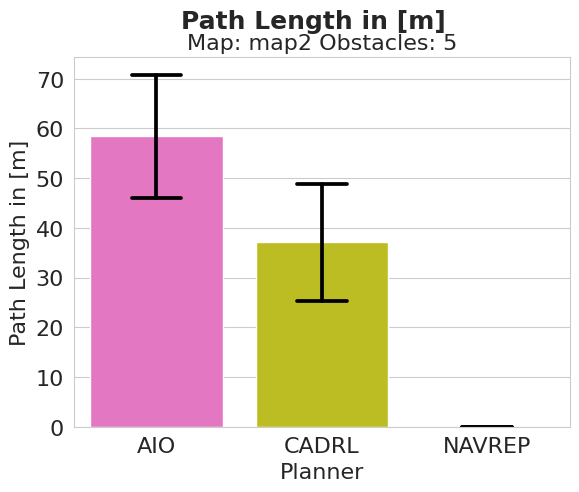 Path Length in [m]
Map: map2 Obstacles: 5
Path Length in [m]
70
60
50
40
30
20
10
0
AIO
CADRL
NAVREP
Planner